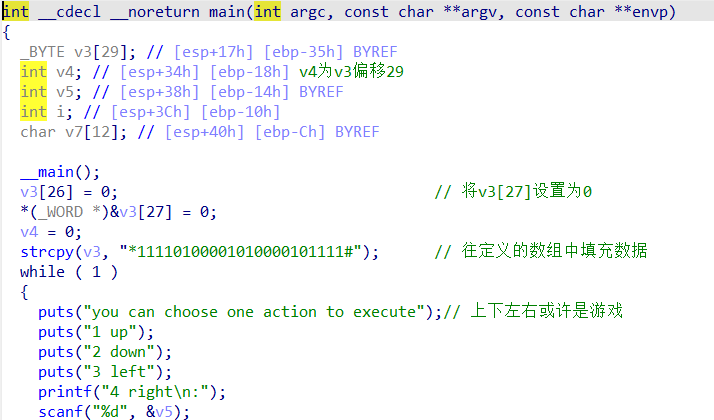 int __cdecl __noreturn main(int argc, const char **argv, const char **envp)
{
_BYTE v3[29]; // [esp+17h] [ebp-35h] BYREF
int v4; // [esp+34h] [ebp-18h] v4为v3偏移29
int v5; // [esp+38h] [ebp-14h] BYREF
int i; // [esp+3Ch] [ebp-10h]
char v7[12]; // [esp+40h] [ebp-Ch] BYREF
__main();
v3[26] = 0; // 将v3[27]设置为0
*(_WORD *)&v3[27] = 0;
v4 = 0;
strcpy(v3, "*11110100001010000101111#"); // 往定义的数组中填充数据
while ( 1 )
{
puts("you can choose one action to execute");// 上下左右或许是游戏
puts("1 up");
puts("2 down");
puts("3 left");
printf("4 right\n:");
scanf("%d", &v5);